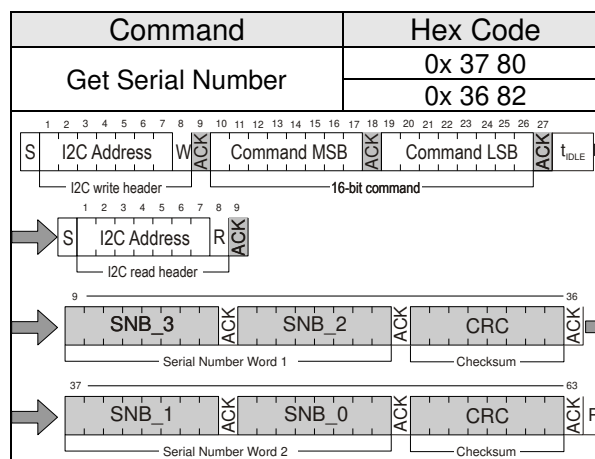 Command Hex Code
Get Serial Number 0x 37 80
0x 36 82
1 2 3 4 5 6 7 8 9 10 11 12 13 14 15 16 17 18 19 20 21 22 23 24 25 26 27
S I2C Address W ACK Command MSB ACK Command LSB ACK tIDLE
I2C write header 16-bit command
1 2 3 4 5 6 7 8 9
S I2C Address R ACK
I2C read header
9 36
SNB_3 ACK SNB_2 ACK CRC ACK
Serial Number Word 1 Checksum
37 63
SNB_1 ACK SNB_0 ACK CRC ACK
Serial Number Word 2 Checksum